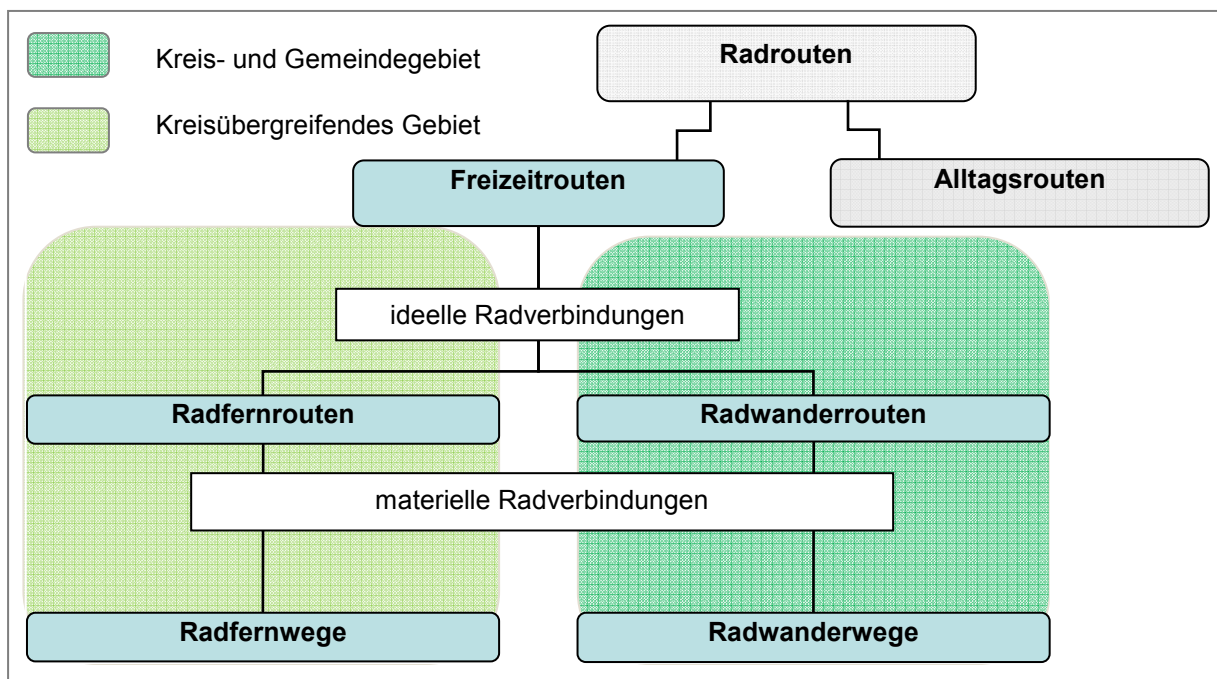 Kreis- und Gemeindegebiet
Kreisübergreifendes Gebiet
Radrouten
Freizeitrouten
Alltagsrouten
ideelle Radverbindungen
Radfernrouten
Radwanderrouten
materielle Radverbindungen
Radfernwege
Radwanderwege